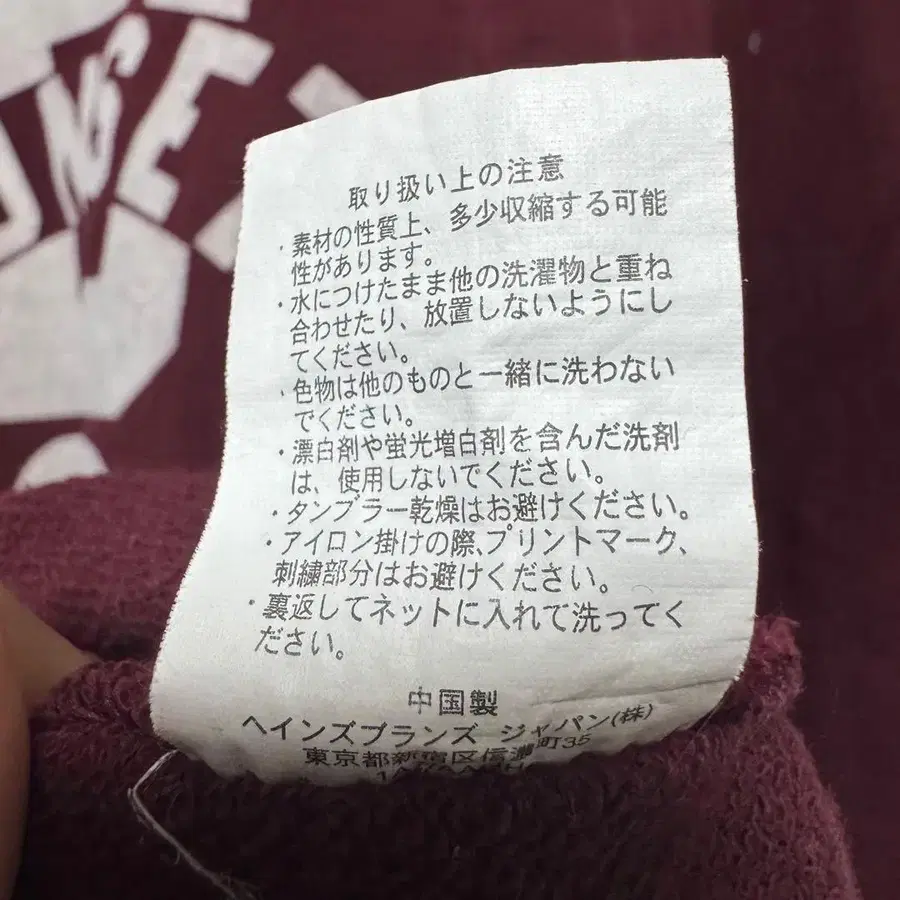 NSE
取り扱い上の注意
・素材の性質上、多少収縮する可能
性があります。
・水につけたまま他の洗濯物と重ね
合わせたり、放置しないようにし
てください。
・色物は他のものと一緒に洗わない
でください。
・漂白剤や蛍光増白剤を含んだ洗剤
は、使用しないでください。
・タンブラー乾燥はお避けください。
・アイロン掛けの際、プリントマーク、
刺繍部分はお避けください。
・裏返してネットに入れて洗ってく
ださい。
中国製
ヘインズブランズ ジャパン(株)
東京都新宿区信濃町35